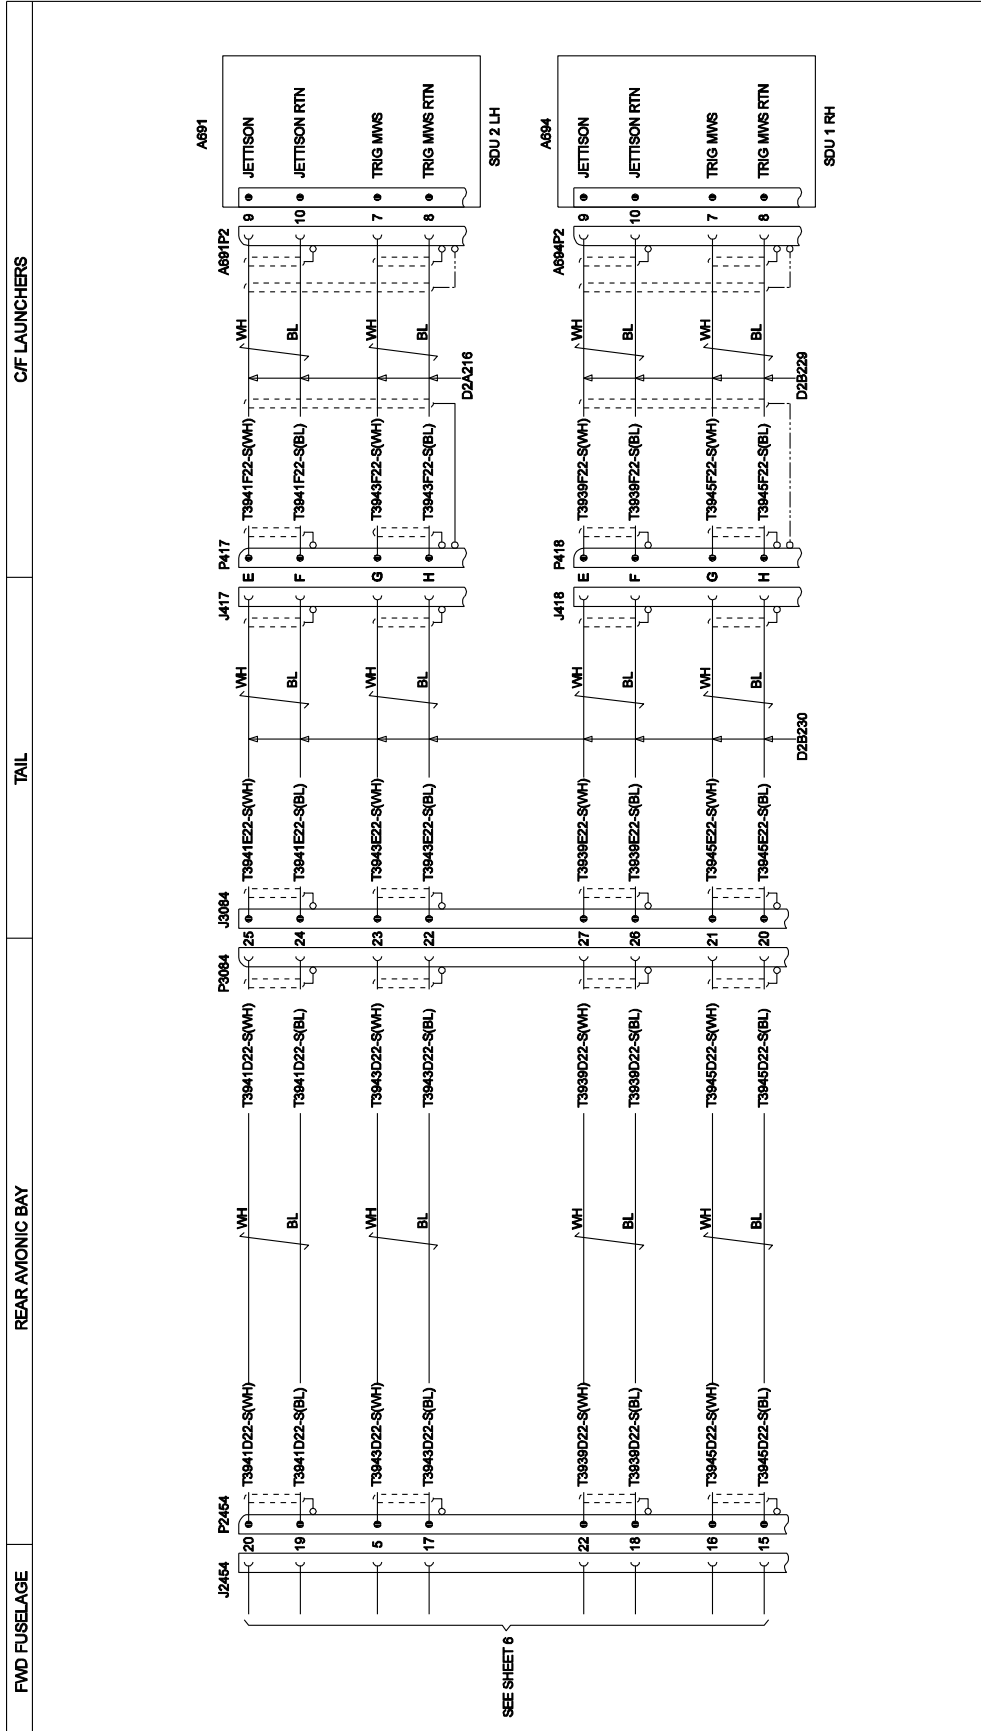 FWD FUSELAGE
REAR AVIONIC BAY
TAIL
C/F LAUNCHERS
J2454
P2454
P3084
J3084
J417
P417
A691P2
A691
20
T3941D22-S(WH)
WH
T3941D22-S(WH)
25
T3941E22-S(WH)
WH
E
T3941F22-S(WH)
WH
9
JETTISON
19
T3941D22-S(BL)
BL
T3941D22-S(BL)
24
T3941E22-S(BL)
BL
F
T3941F22-S(BL)
BL
10
JETTISON RTN
5
T3943D22-S(WH)
WH
T3943D22-S(WH)
23
T3943E22-S(WH)
WH
G
T3943F22-S(WH)
WH
7
TRIG MWS
17
T3943D22-S(BL)
BL
T3943D22-S(BL)
22
T3943E22-S(BL)
BL
H
T3943F22-S(BL)
BL
8
TRIG MWS RTN
D2A216
SDU 2 LH
SEE SHEET 6
J418
P418
A694P2
A694
22
T3939D22-S(WH)
WH
T3939D22-S(WH)
27
T3939E22-S(WH)
WH
E
T3939F22-S(WH)
WH
9
JETTISON
18
T3939D22-S(BL)
BL
T3939D22-S(BL)
26
T3939E22-S(BL)
BL
F
T3939F22-S(BL)
BL
10
JETTISON RTN
16
T3945D22-S(WH)
WH
T3945D22-S(WH)
21
T3945E22-S(WH)
WH
G
T3945F22-S(WH)
WH
7
TRIG MWS
15
T3945D22-S(BL)
BL
T3945D22-S(BL)
20
T3945E22-S(BL)
BL
H
T3945F22-S(BL)
BL
8
TRIG MWS RTN
D2B230
D2B229
SDU 1 RH